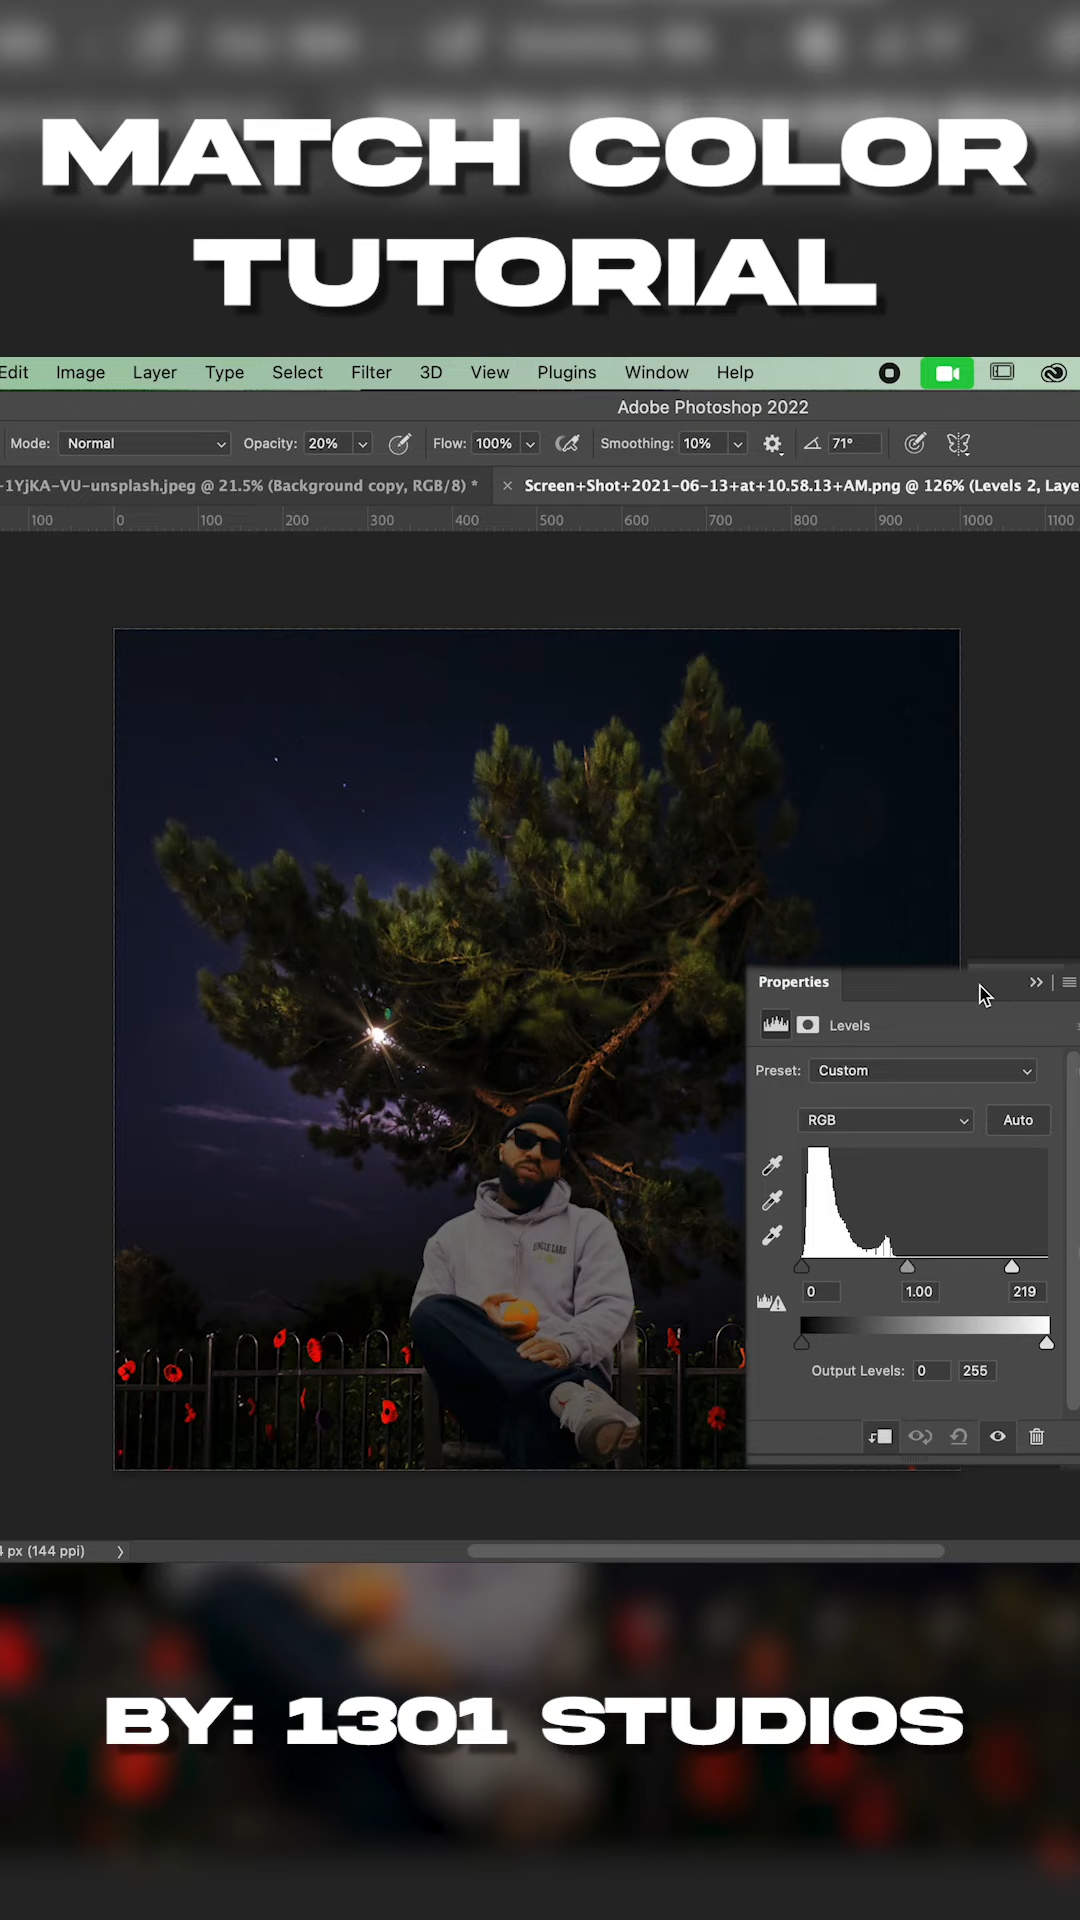 MATCH COLOR
TUTORIAL
Edit Image Layer Type Select Filter 3D View Plugins Window Help
Adobe Photoshop 2022
Mode: Normal Opacity: 20% Flow: 100% Smoothing: 10% 71°
-1YjKA-VU-unsplash.jpeg @ 21.5% (Background copy, RGB/8) * × Screen+Shot+2021-06-13+at+10.58.13+AM.png @ 126% (Levels 2, Laye
100 0 100 200 300 400 500 600 700 800 900 1000 1100
Properties
Levels
Preset: Custom
RGB Auto
UNCLE
0 1.00 219
Output Levels: 0 255
4 px (144 ppi)
BY: 1301 STUDIOS